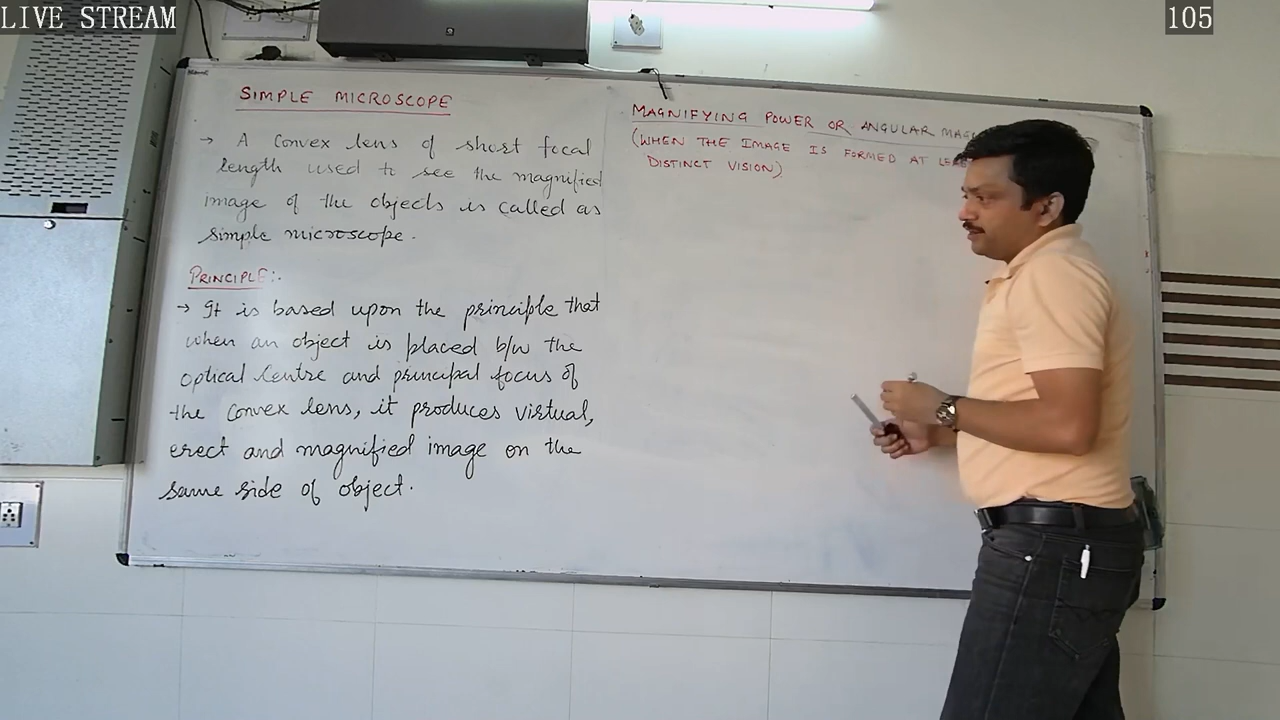 LIVE STREAM
105
SIMPLE MICROSCOPE
→ A Convex lens of short focal
length used to see the magnified
image of the objects is called as
simple microscope.
PRINCIPLE:-
→ It is based upon the principle that
when an object is placed b/w the
optical Centre and principal focus of
the Convex lens, it produces virtual,
erect and magnified image on the
same side of object.
MAGNIFYING POWER OR ANGULAR
(WHEN THE IMAGE IS FORMED AT
DISTINCT VISION)